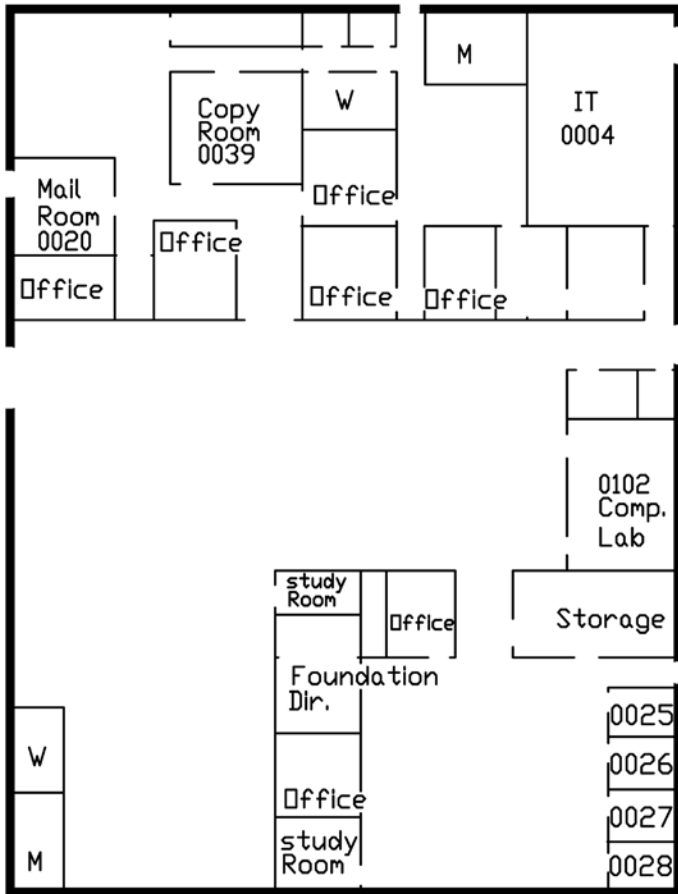 M
IT
0004
Copy
Room
0039
W
Mail
Room
0020
Office
Office
Office
Office
Office
0102
Comp.
Lab
study
Room
Office
Storage
Foundation
Dir.
0025
0026
0027
0028
W
M
Office
study
Room